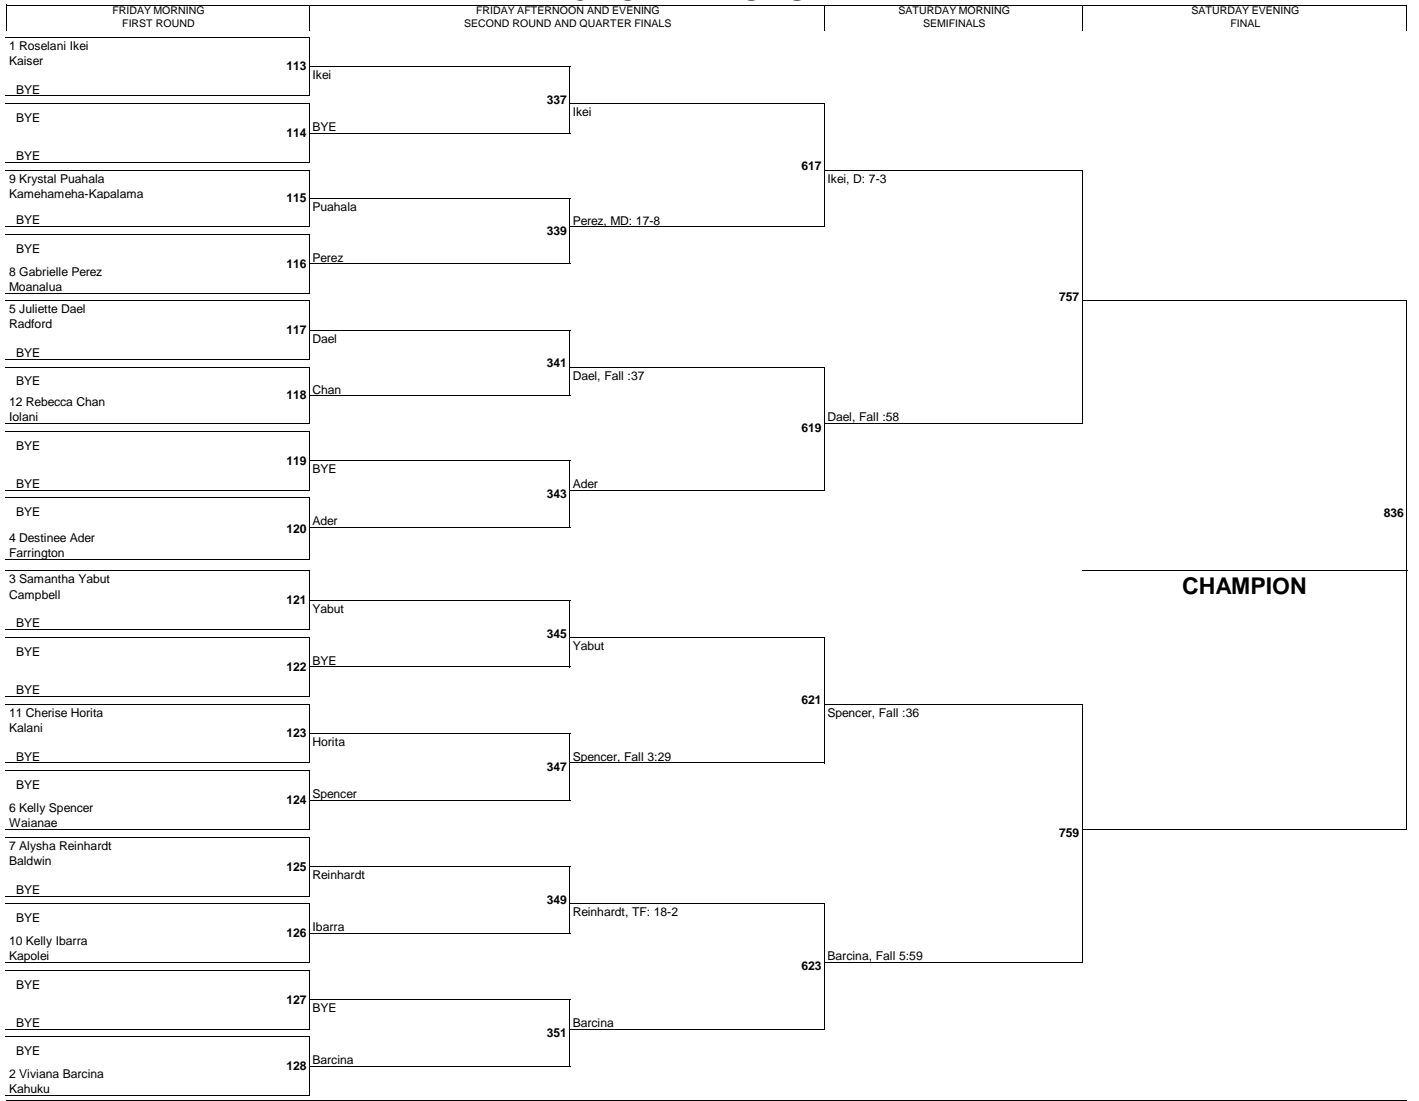 FRIDAY MORNING
FIRST ROUND
FRIDAY AFTERNOON AND EVENING
SECOND ROUND AND QUARTER FINALS
SATURDAY MORNING
SEMIFINALS
SATURDAY EVENING
FINAL
1 Roselani Ikei
Kaiser
BYE
113
BYE
BYE
114
9 Krystal Puahala
Kamehameha-Kapalama
BYE
115
BYE
8 Gabrielle Perez
Moanalua
116
5 Juliette Dael
Radford
BYE
117
BYE
12 Rebecca Chan
Iolani
118
BYE
BYE
119
BYE
4 Destinee Ader
Farrington
120
3 Samantha Yabut
Campbell
BYE
121
BYE
BYE
122
11 Cherise Horita
Kalani
BYE
123
BYE
6 Kelly Spencer
Waianae
124
7 Alysha Reinhardt
Baldwin
BYE
125
BYE
10 Kelly Ibarra
Kapolei
126
BYE
BYE
127
BYE
2 Viviana Barcina
Kahuku
128
Ikei
337
BYE
Puahala
339
Perez
Dael
341
Chan
BYE
343
Ader
Yabut
345
BYE
Horita
347
Spencer
Reinhardt
349
Ibarra
BYE
351
Barcina
Ikei
617
Perez, MD: 17-8
Dael, Fall :37
619
Ader
Yabut
621
Spencer, Fall 3:29
Reinhardt, TF: 18-2
623
Barcina
Ikei, D: 7-3
757
Dael, Fall :58
Spencer, Fall :36
759
Barcina, Fall 5:59
836
CHAMPION